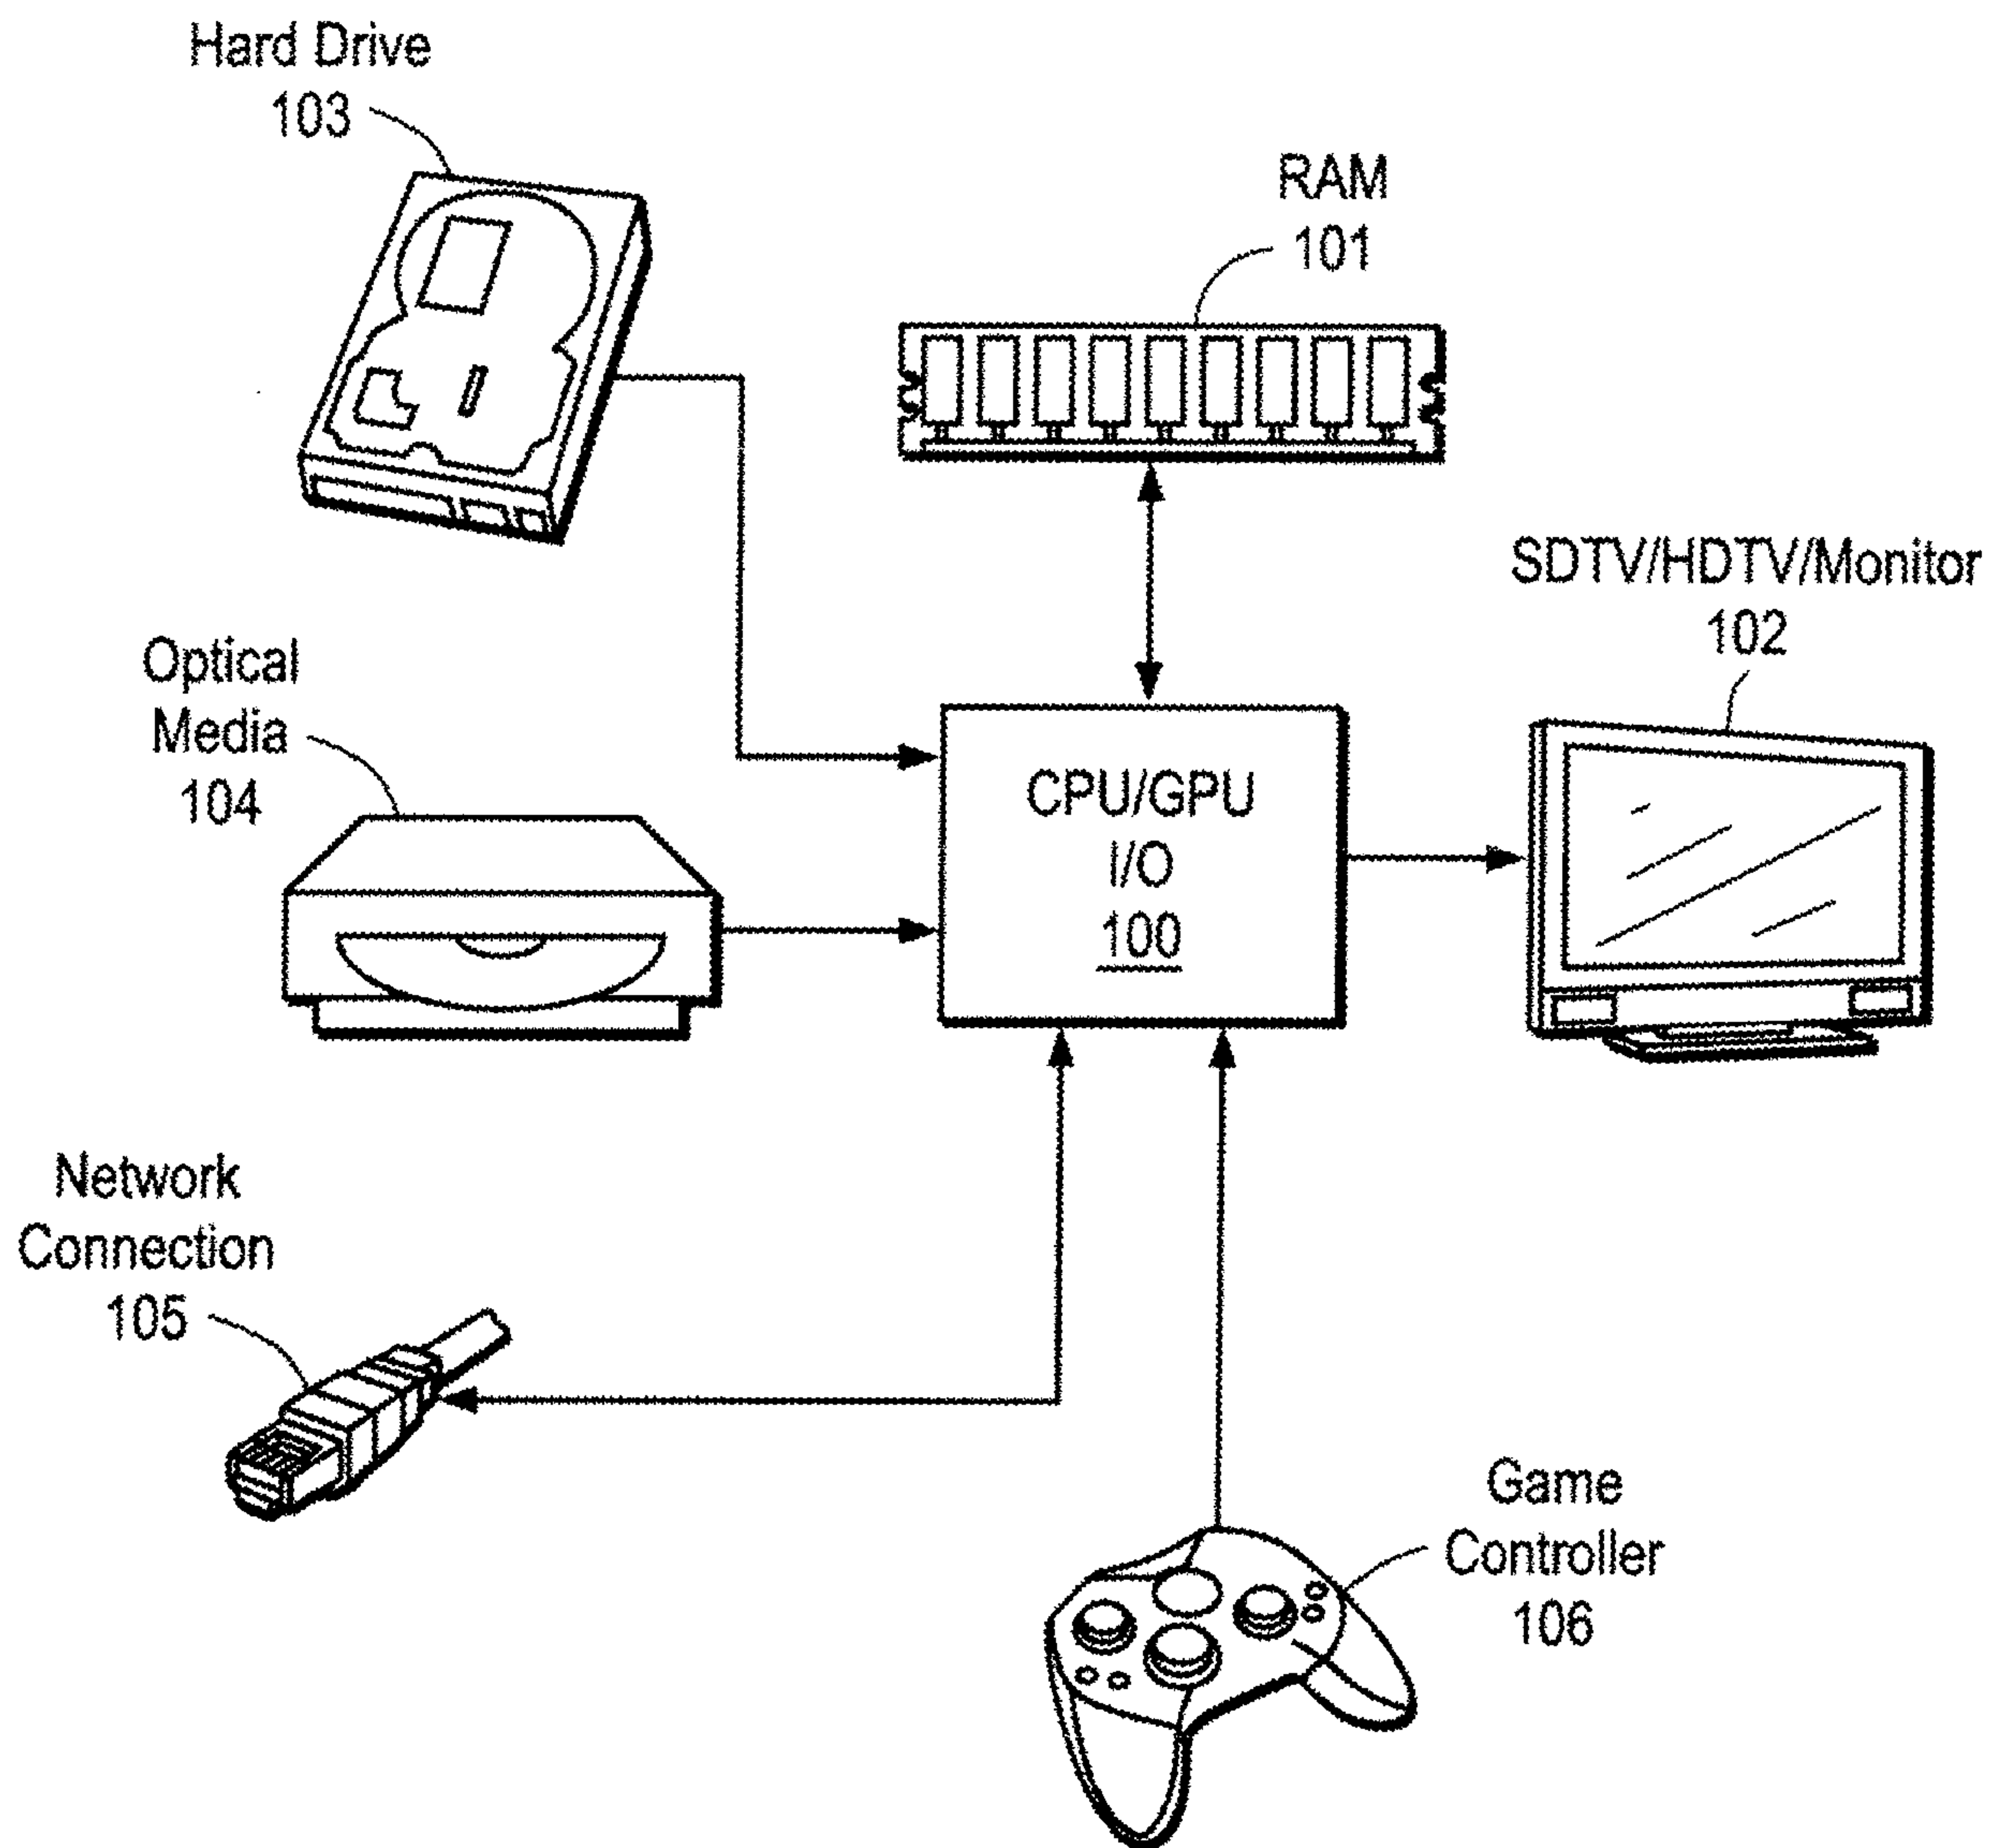 Hard Drive
103
RAM
101
SDTV/HDTV/Monitor
102
Optical
Media
104
CPU/GPU
I/O
100
Network
Connection
105
Game
Controller
106